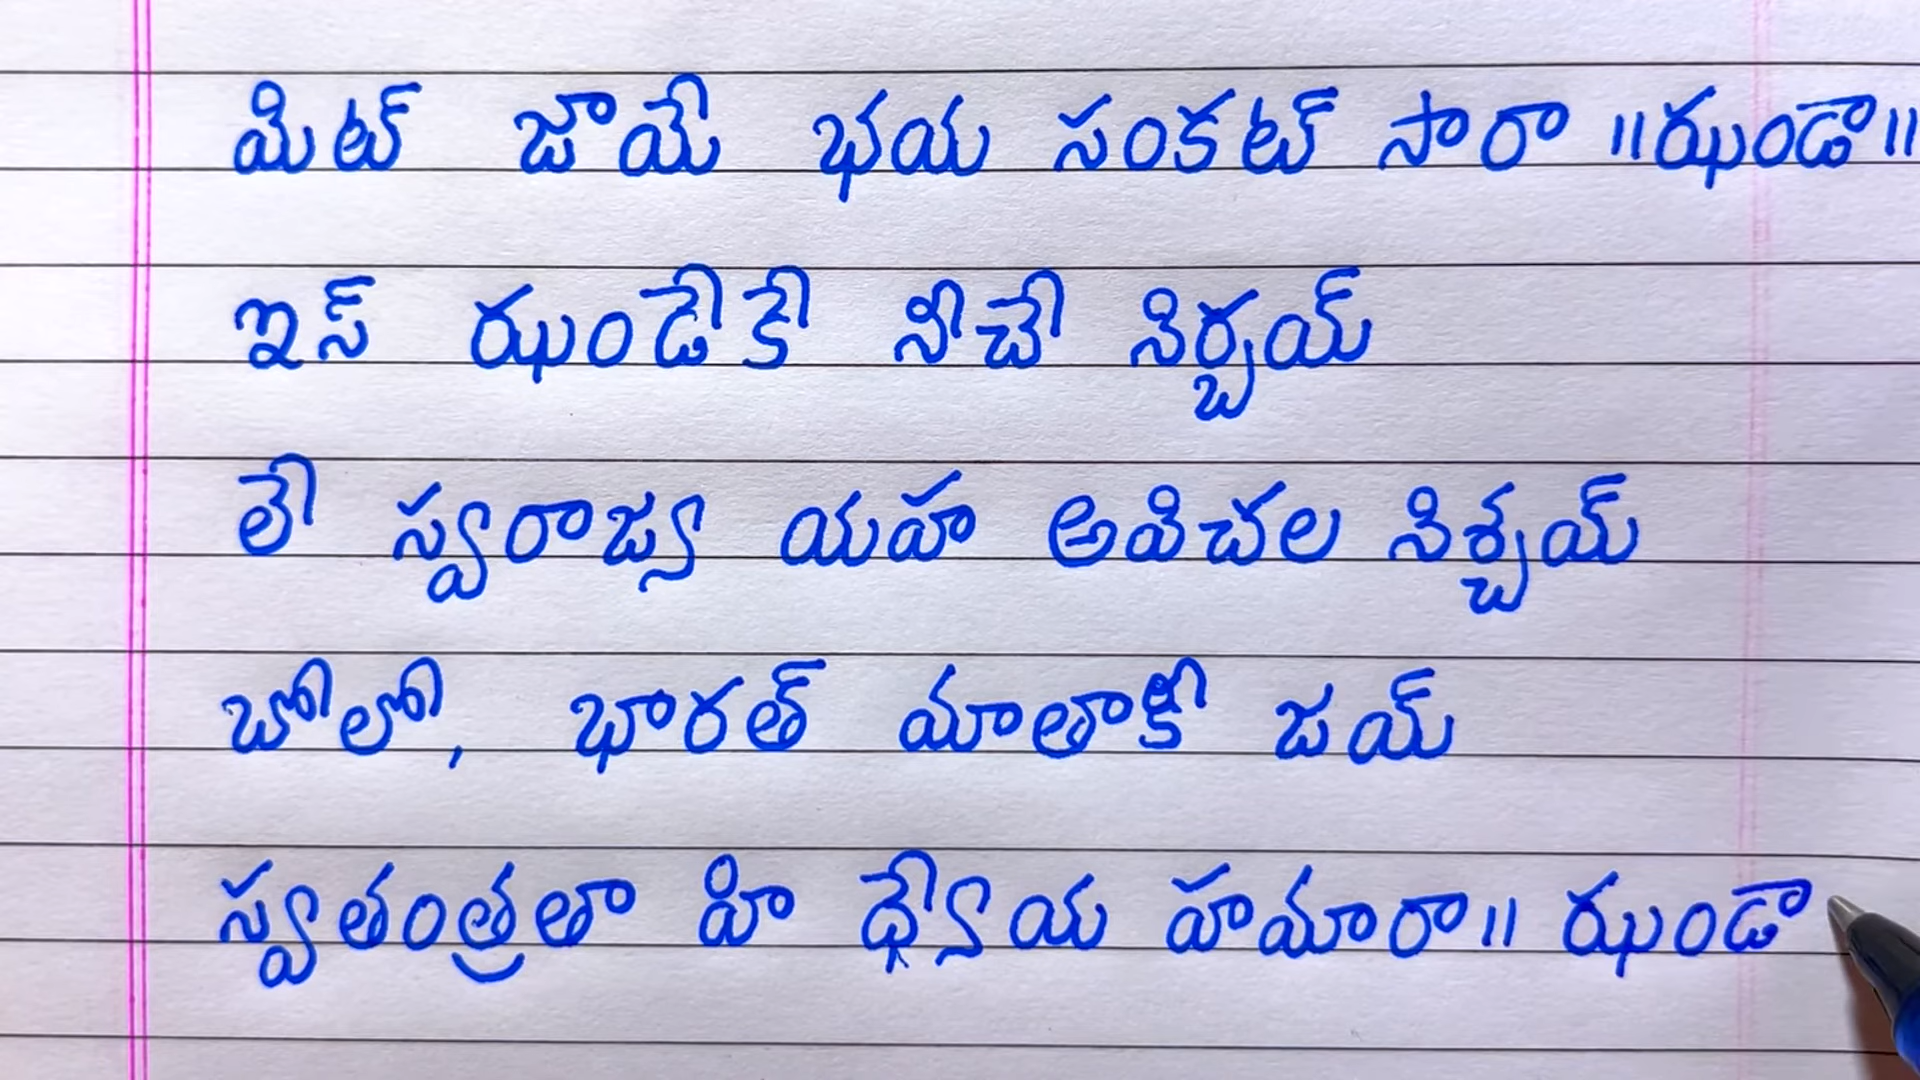 మిట్ జాయే భయ సంకట్ సారా ॥ఝండా॥
ఇస్ ఝండేకే నీచే నిర్భయ్
లే స్వరాజ్య యహ అవిచల నిశ్చయ్
బోలో, భారత్ మాతాకీ జయ్
స్వతంత్రతా హి ధ్యేయ హమారా॥ ఝండా